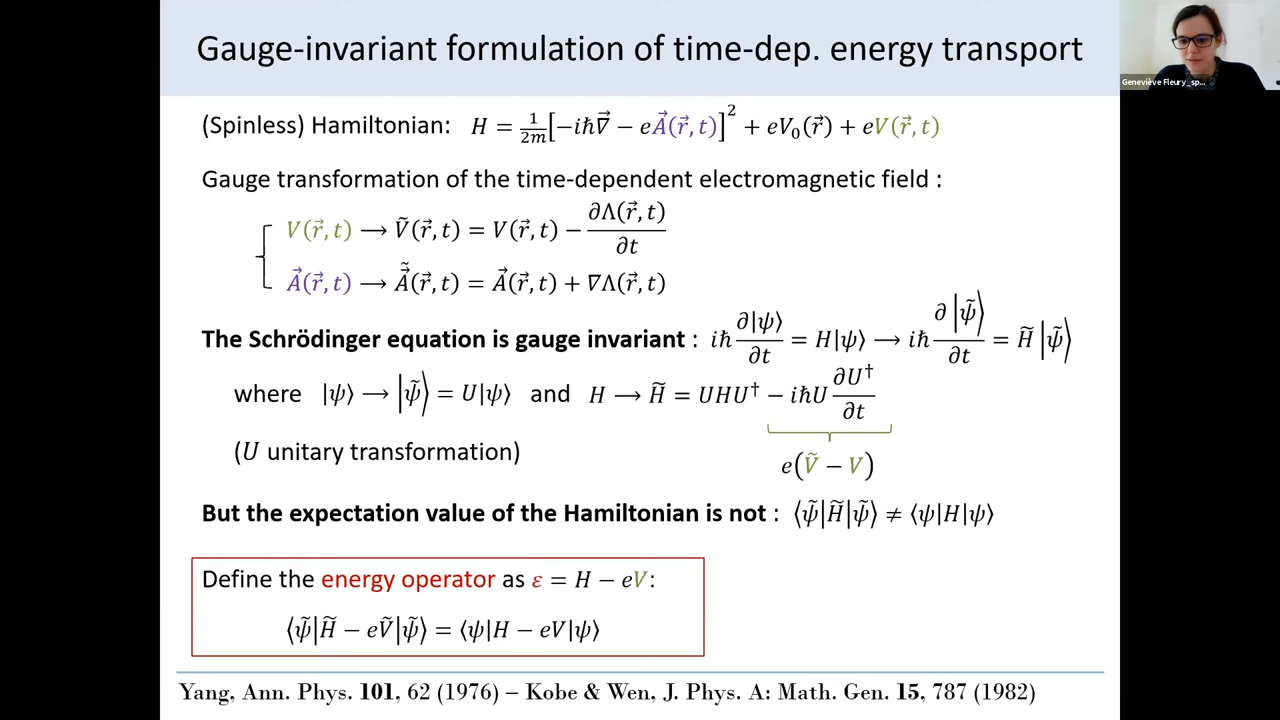 Gauge-invariant formulation of time-dep. energy transport
Geneviève Fleury_sp...
(Spinless) Hamiltonian: H = 1/2m [−iℏ∇⃗ − eA⃗(r⃗, t)]² + eV₀(r⃗) + eV(r⃗, t)
Gauge transformation of the time-dependent electromagnetic field :
V(r⃗, t) ⟶ Ṽ(r⃗, t) = V(r⃗, t) − ∂Λ(r⃗, t)/∂t
A⃗(r⃗, t) ⟶ Ã⃗(r⃗, t) = A⃗(r⃗, t) + ∇Λ(r⃗, t)
The Schrödinger equation is gauge invariant : iℏ ∂|ψ⟩/∂t = H|ψ⟩ ⟶ iℏ ∂|ψ̃⟩/∂t = H̃|ψ̃⟩
where |ψ⟩ ⟶ |ψ̃⟩ = U|ψ⟩ and H ⟶ H̃ = UHU† − iℏU ∂U†/∂t
(U unitary transformation)
e(Ṽ − V)
But the expectation value of the Hamiltonian is not : ⟨ψ̃|H̃|ψ̃⟩ ≠ ⟨ψ|H|ψ⟩
Define the energy operator as ε = H − eV:
⟨ψ̃|H̃ − eṼ|ψ̃⟩ = ⟨ψ|H − eV|ψ⟩
Yang, Ann. Phys. 101, 62 (1976) – Kobe & Wen, J. Phys. A: Math. Gen. 15, 787 (1982)